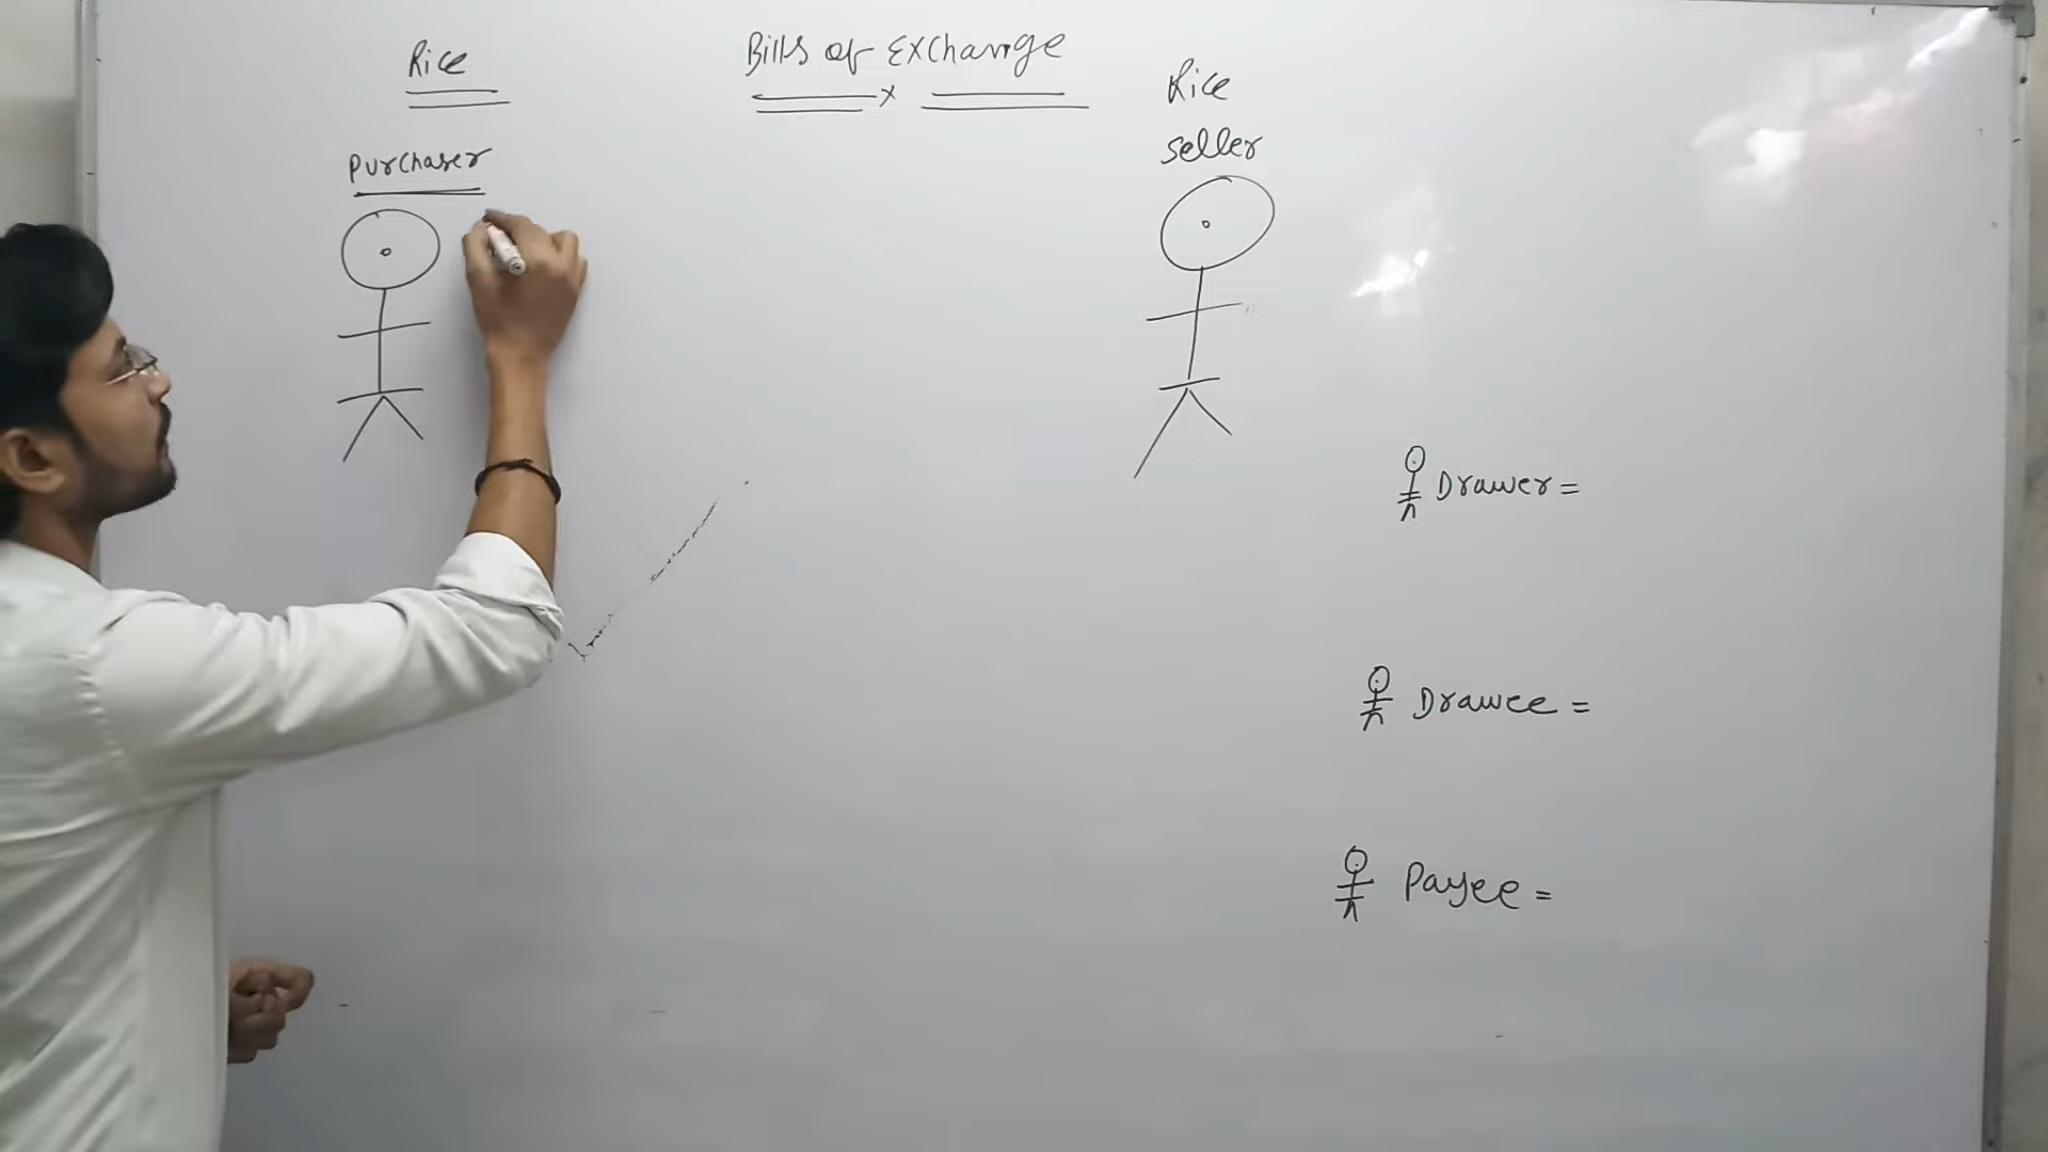 Bills of Exchange
Rice
Purchaser
Rice
seller
Drawer =
Drawee =
Payee =